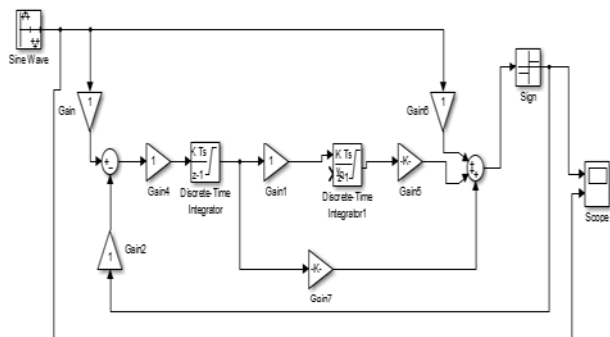 Sine Wave
1
Gain
1
Gain6
Sign
1
Gain4
K Ts
z-1
Discrete-Time
Integrator
1
Gain1
K Ts
Discrete-Time
Integrator1
-K-
Gain5
Scope
1
Gain2
-K-
Gain7